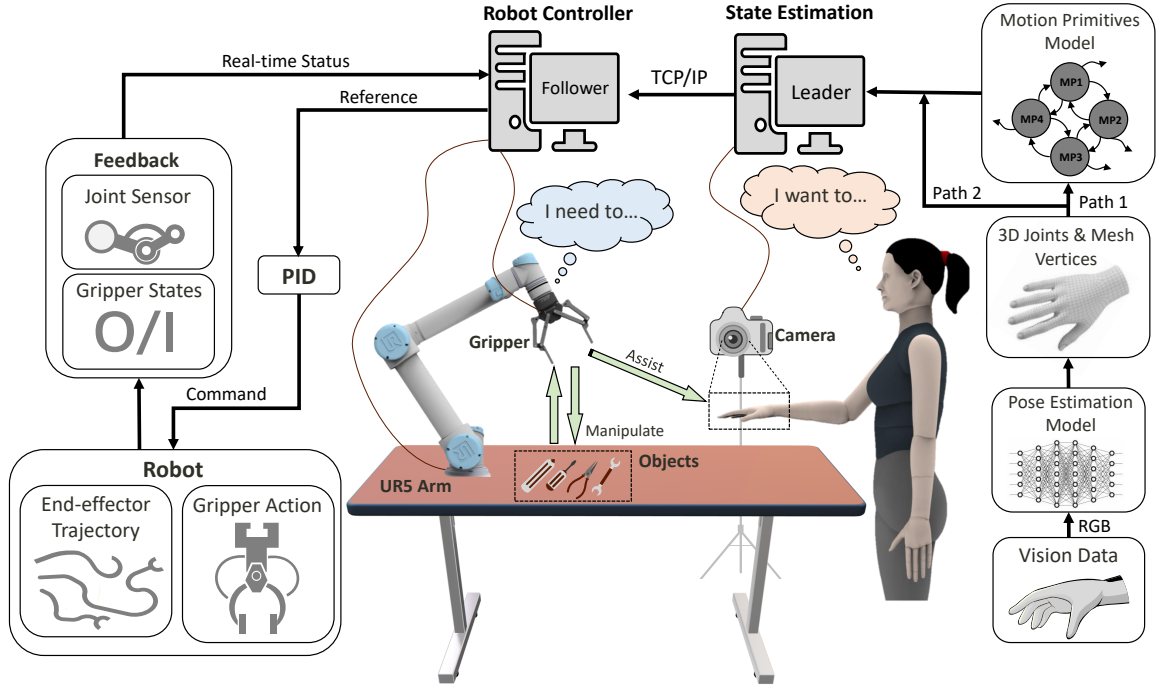 Robot Controller
State Estimation
Motion Primitives
Model
MP1
MP2
MP3
MP4
Real-time Status
Reference
Follower
TCP/IP
Leader
Feedback
Joint Sensor
Gripper States
O/I
PID
Command
I need to...
I want to...
Path 2
Path 1
3D Joints & Mesh
Vertices
Gripper
Assist
Camera
Manipulate
Objects
UR5 Arm
Pose Estimation
Model
RGB
Vision Data
Robot
End-effector
Trajectory
Gripper Action